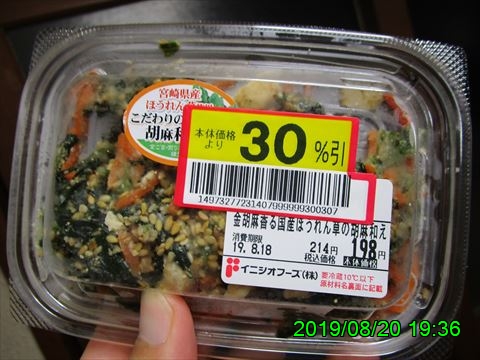 宮崎県産
ほうれん草
こだわりの
胡麻和
本体価格
より
30%引
1497327723140799999300307
金胡麻香る国産ほうれん草の胡麻和え
消費期限
19.8.18
214円
税込価格
198円
本体価格
イニシオフーズ(株)
要冷蔵10℃以下
原材料名裏面に記載
2019/08/20 19:36